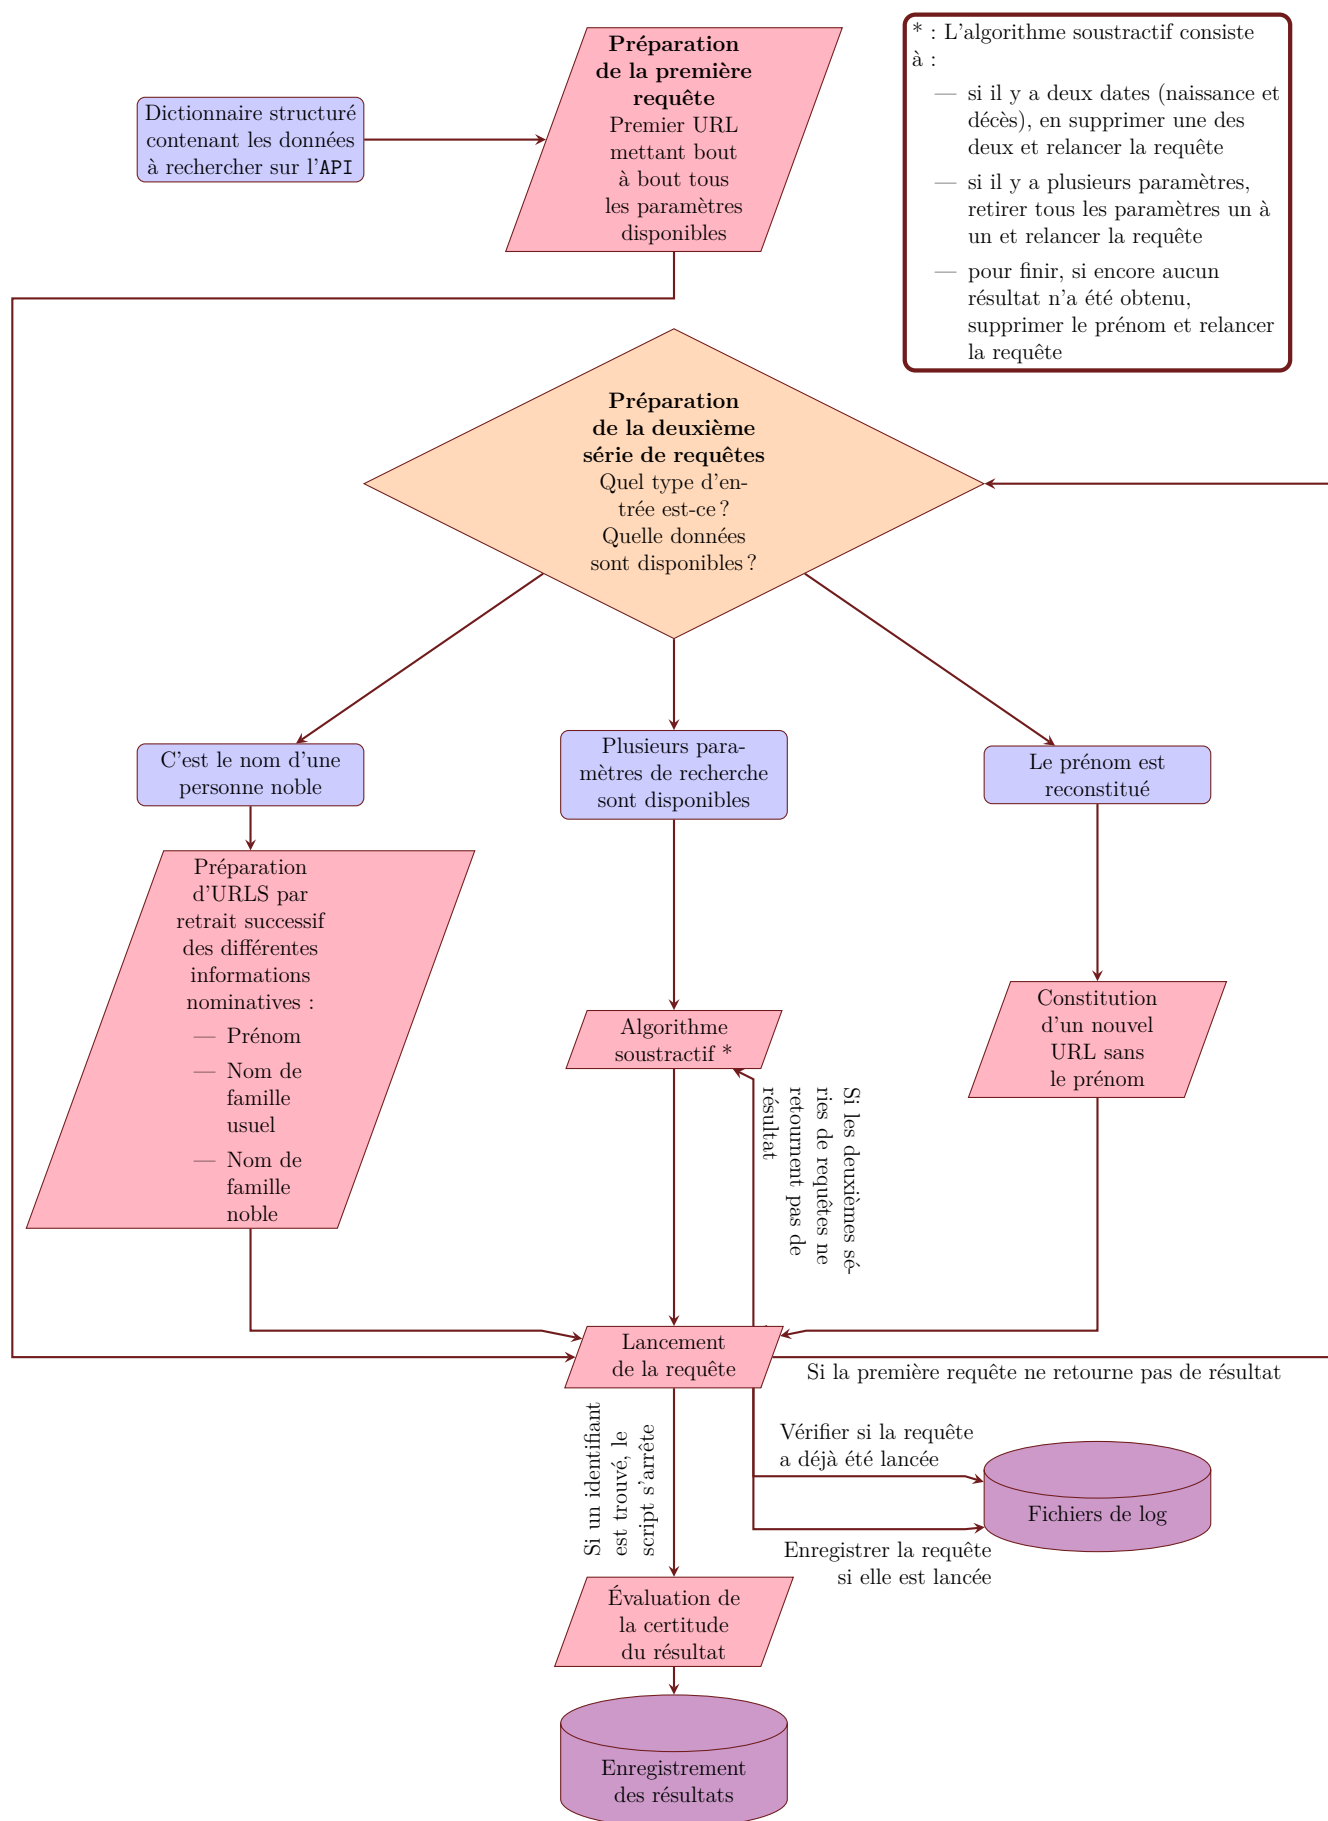 Dictionnaire structuré
contenant les données
à rechercher sur l'API
Préparation
de la première
requête
Premier URL
mettant bout
à bout tous
les paramètres
disponibles
* : L'algorithme soustractif consiste
à :
— si il y a deux dates (naissance et
décès), en supprimer une des
deux et relancer la requête
— si il y a plusieurs paramètres,
retirer tous les paramètres un à
un et relancer la requête
— pour finir, si encore aucun
résultat n'a été obtenu,
supprimer le prénom et relancer
la requête
Préparation
de la deuxième
série de requêtes
Quel type d'en-
trée est-ce ?
Quelle données
sont disponibles ?
C'est le nom d'une
personne noble
Plusieurs para-
mètres de recherche
sont disponibles
Le prénom est
reconstitué
Préparation
d'URLS par
retrait successif
des différentes
informations
nominatives :
— Prénom
— Nom de
famille
usuel
— Nom de
famille
noble
Algorithme
soustractif *
Constitution
d'un nouvel
URL sans
le prénom
Si les deuxièmes sé-
ries de requêtes ne
retournent pas de
résultat
Lancement
de la requête
Si la première requête ne retourne pas de résultat
Si un identifiant
est trouvé, le
script s'arrête
Vérifier si la requête
a déjà été lancée
Fichiers de log
Enregistrer la requête
si elle est lancée
Évaluation de
la certitude
du résultat
Enregistrement
des résultats